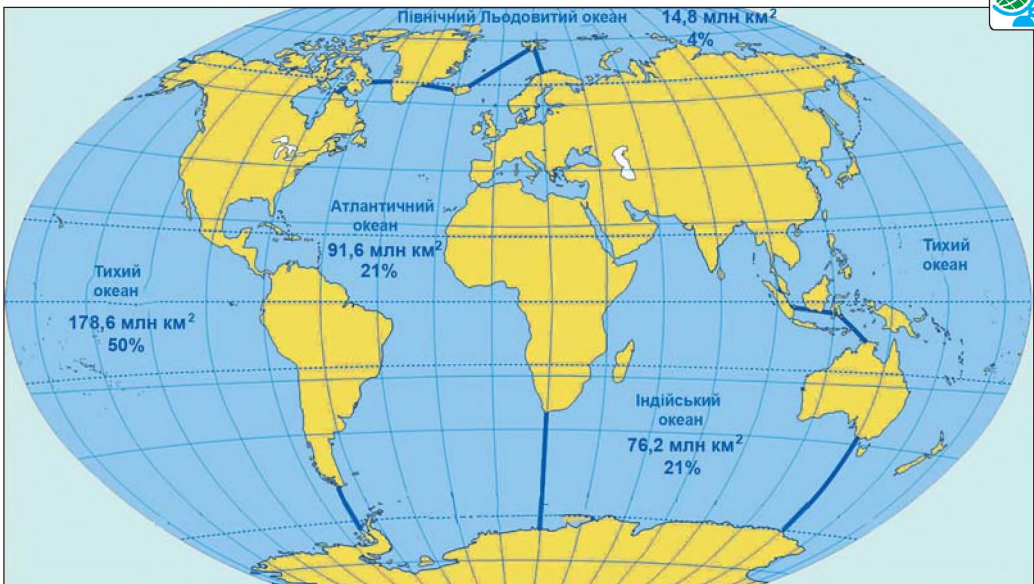 Північний Льодовитий океан
14,8 млн км²
4%
Атлантичний
океан
91,6 млн км²
21%
Тихий
океан
178,6 млн км²
50%
Тихий
океан
Індійський
океан
76,2 млн км²
21%